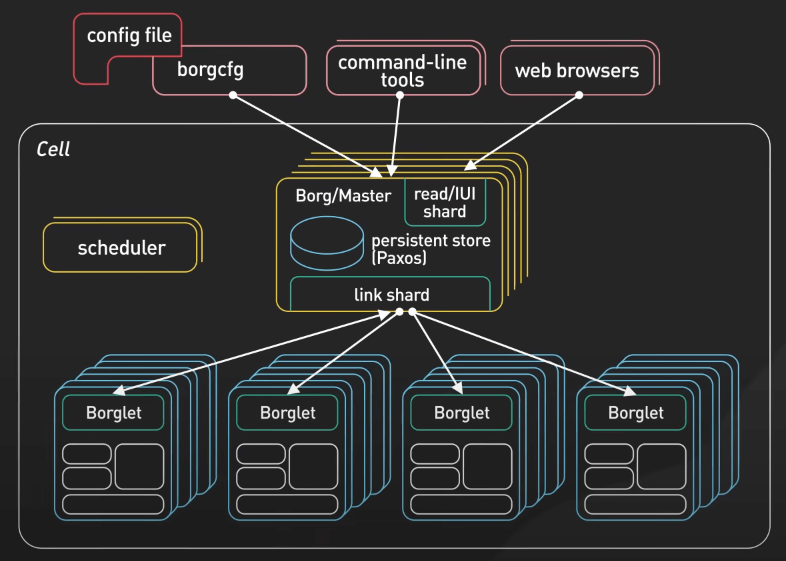 config file
borgcfg
command-line
tools
web browsers
Cell
Borg/Master
read/IUI
shard
scheduler
persistent store
(Paxos)
link shard
Borglet
Borglet
Borglet
Borglet